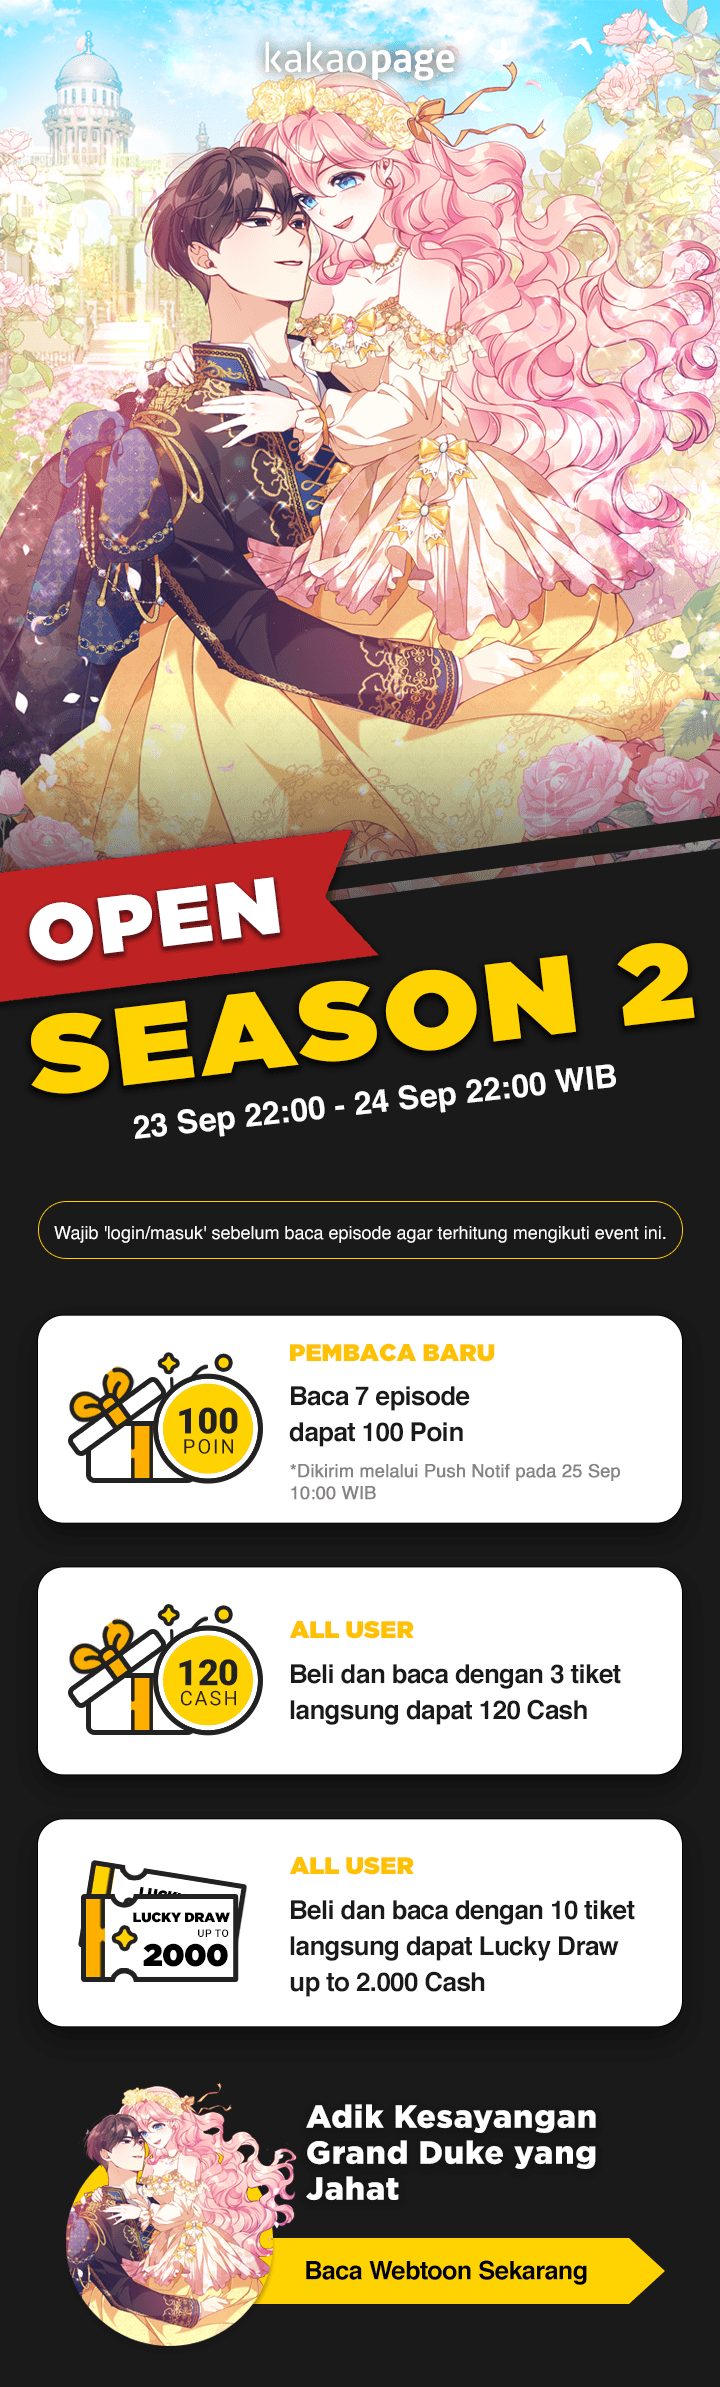 kakaopage
OPEN
SEASON 2
23 Sep 22:00 - 24 Sep 22:00 WIB
Wajib 'login/masuk' sebelum baca episode agar terhitung mengikuti event ini.
100
POIN
PEMBACA BARU
Baca 7 episode
dapat 100 Poin
*Dikirim melalui Push Notif pada 25 Sep
10:00 WIB
120
CASH
ALL USER
Beli dan baca dengan 3 tiket
langsung dapat 120 Cash
LUCKY DRAW
UP TO
2000
ALL USER
Beli dan baca dengan 10 tiket
langsung dapat Lucky Draw
up to 2.000 Cash
Adik Kesayangan
Grand Duke yang
Jahat
Baca Webtoon Sekarang